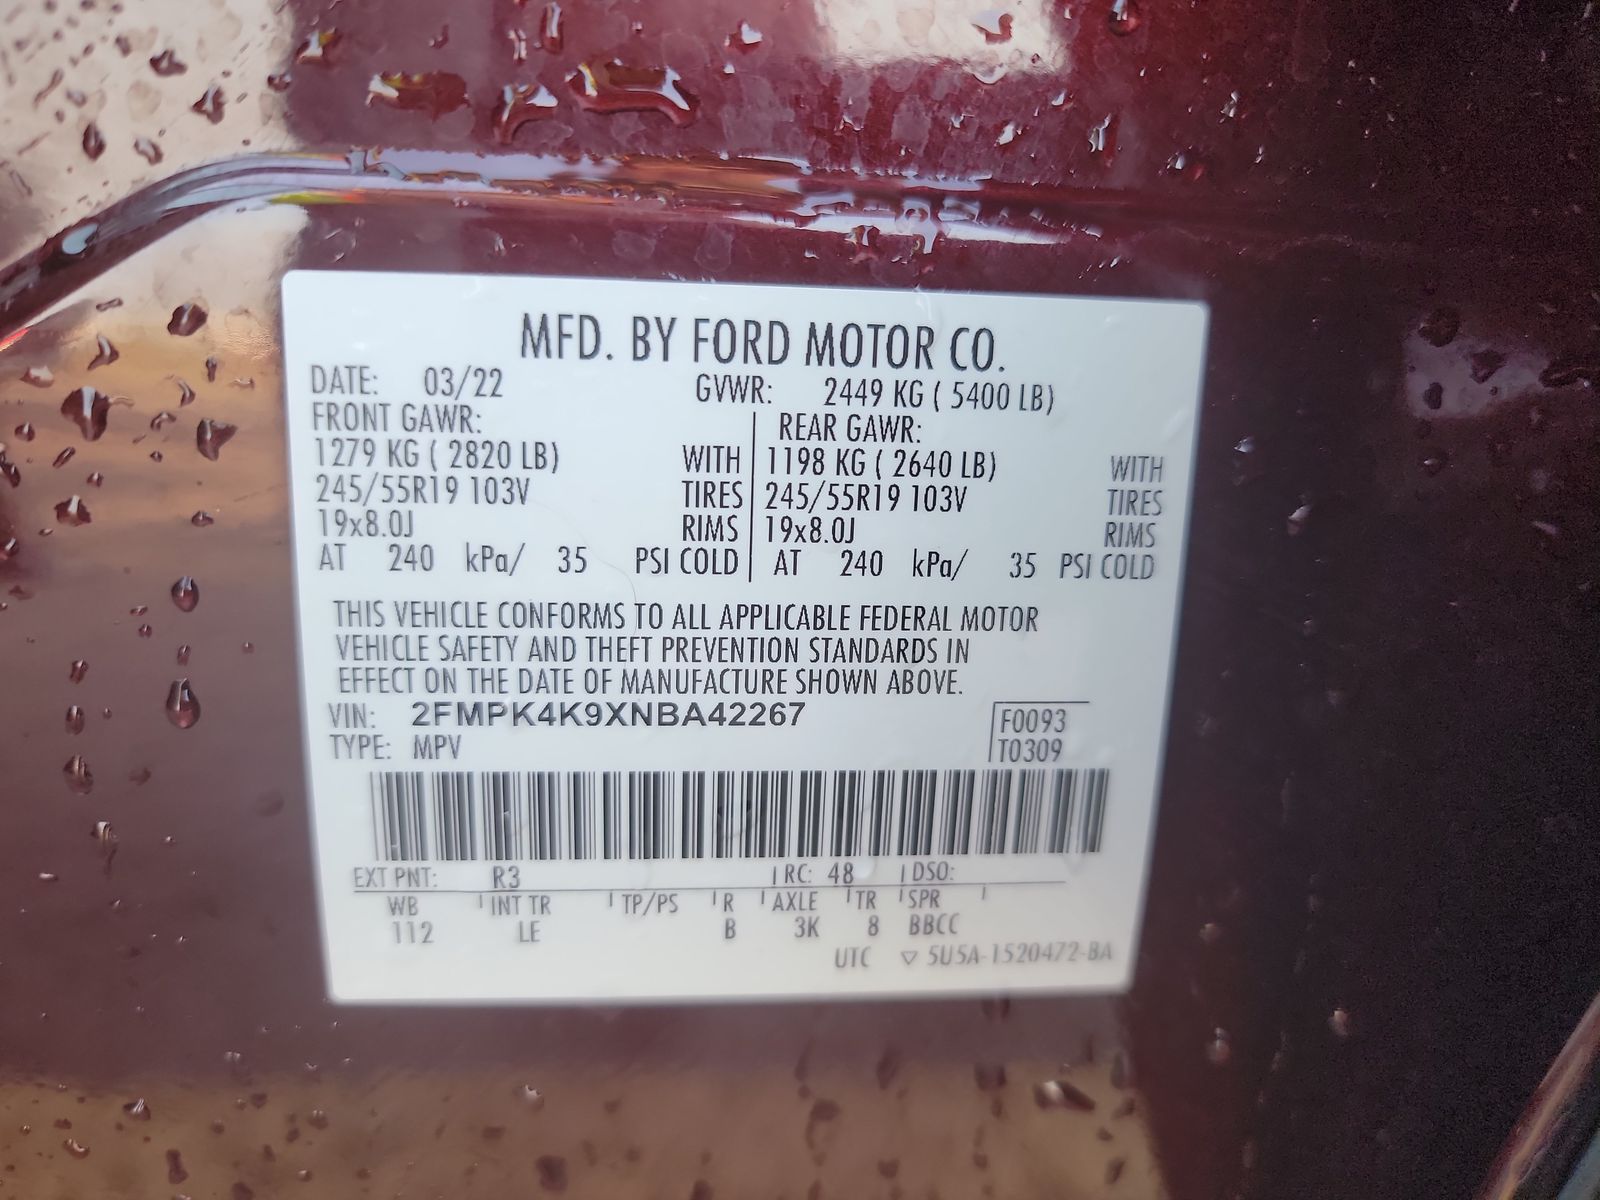 MFD. BY FORD MOTOR CO.
DATE: 03/22 GVWR: 2449 KG ( 5400 LB)
FRONT GAWR: REAR GAWR:
1279 KG ( 2820 LB) WITH 1198 KG ( 2640 LB) WITH
245/55R19 103V TIRES 245/55R19 103V TIRES
19x8.0J RIMS 19x8.0J RIMS
AT 240 kPa/ 35 PSI COLD AT 240 kPa/ 35 PSI COLD
THIS VEHICLE CONFORMS TO ALL APPLICABLE FEDERAL MOTOR
VEHICLE SAFETY AND THEFT PREVENTION STANDARDS IN
EFFECT ON THE DATE OF MANUFACTURE SHOWN ABOVE.
VIN: 2FMPK4K9XNBA42267 F0093
TYPE: MPV T0309
EXT PNT: R3 RC: 48 DSO:
WB INT TR TP/PS R AXLE TR SPR
112 LE B 3K 8 BBCC
UTC ▽ 5U5A-1520472-BA